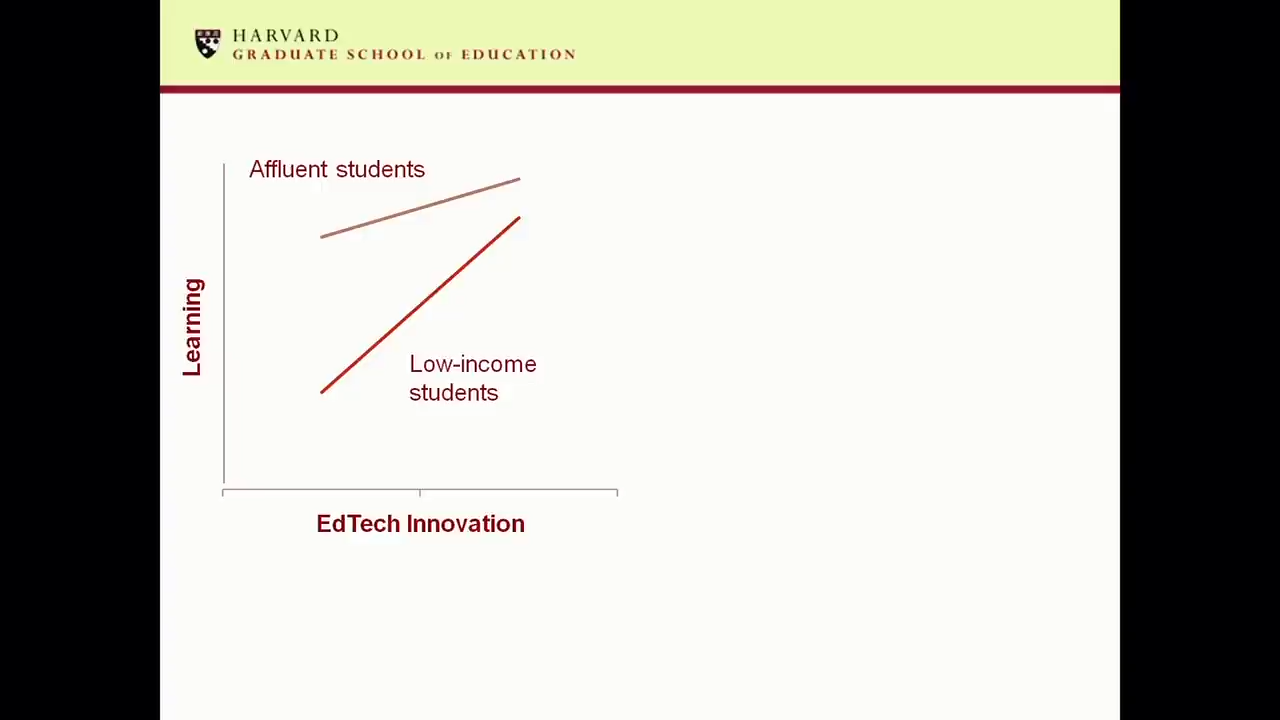 HARVARD
GRADUATE SCHOOL OF EDUCATION
Affluent students
Learning
Low-income
students
EdTech Innovation